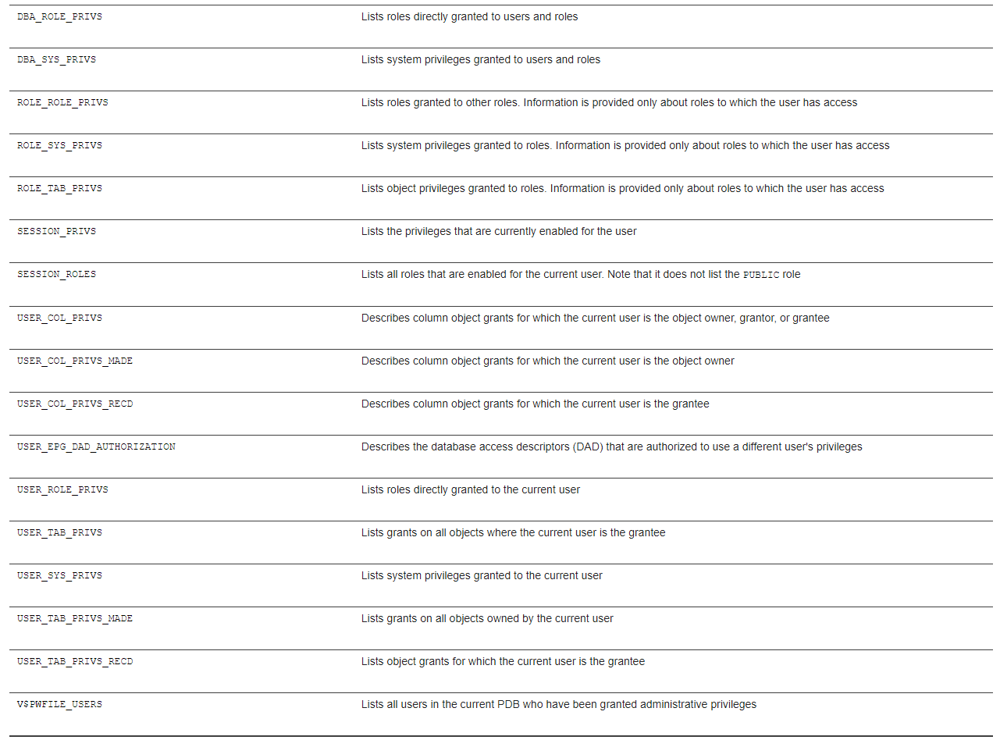 DBA_ROLE_PRIVS Lists roles directly granted to users and roles
DBA_SYS_PRIVS Lists system privileges granted to users and roles
ROLE_ROLE_PRIVS Lists roles granted to other roles. Information is provided only about roles to which the user has access
ROLE_SYS_PRIVS Lists system privileges granted to roles. Information is provided only about roles to which the user has access
ROLE_TAB_PRIVS Lists object privileges granted to roles. Information is provided only about roles to which the user has access
SESSION_PRIVS Lists the privileges that are currently enabled for the user
SESSION_ROLES Lists all roles that are enabled for the current user. Note that it does not list the PUBLIC role
USER_COL_PRIVS Describes column object grants for which the current user is the object owner, grantor, or grantee
USER_COL_PRIVS_MADE Describes column object grants for which the current user is the object owner
USER_COL_PRIVS_RECD Describes column object grants for which the current user is the grantee
USER_EPG_DAD_AUTHORIZATION Describes the database access descriptors (DAD) that are authorized to use a different user's privileges
USER_ROLE_PRIVS Lists roles directly granted to the current user
USER_TAB_PRIVS Lists grants on all objects where the current user is the grantee
USER_SYS_PRIVS Lists system privileges granted to the current user
USER_TAB_PRIVS_MADE Lists grants on all objects owned by the current user
USER_TAB_PRIVS_RECD Lists object grants for which the current user is the grantee
V$PWFILE_USERS Lists all users in the current PDB who have been granted administrative privileges